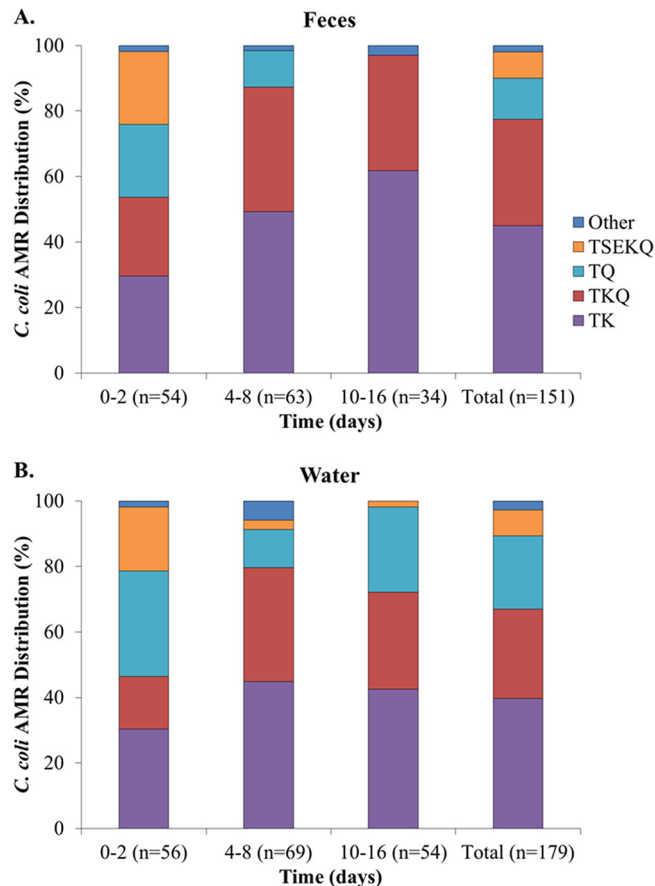 A.
Feces
C. coli AMR Distribution (%)
100
80
60
40
20
0
0-2 (n=54) 4-8 (n=63) 10-16 (n=34) Total (n=151)
Time (days)
Other
TSEKQ
TQ
TKQ
TK
B.
Water
C. coli AMR Distribution (%)
100
80
60
40
20
0
0-2 (n=56) 4-8 (n=69) 10-16 (n=54) Total (n=179)
Time (days)